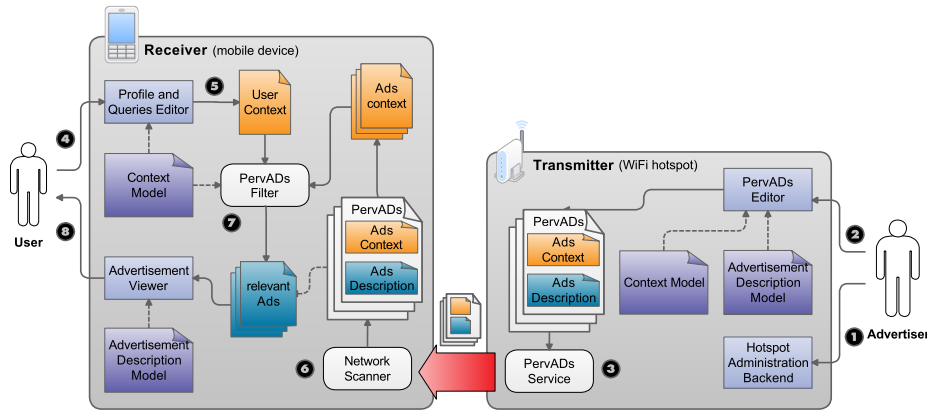 Receiver (mobile device)
Profile and
Queries Editor
5
User
Context
Ads
context
4
Context
Model
PervADs
Filter
7
User
8
Advertisement
Viewer
relevant
Ads
PervADs
Ads
Context
Ads
Description
Advertisement
Description
Model
6
Network
Scanner
Transmitter (WiFi hotspot)
PervADs
Editor
2
PervADs
Ads
Context
Ads
Description
Context Model
Advertisement
Description
Model
1
Advertiser
PervADs
Service
3
Hotspot
Administration
Backend